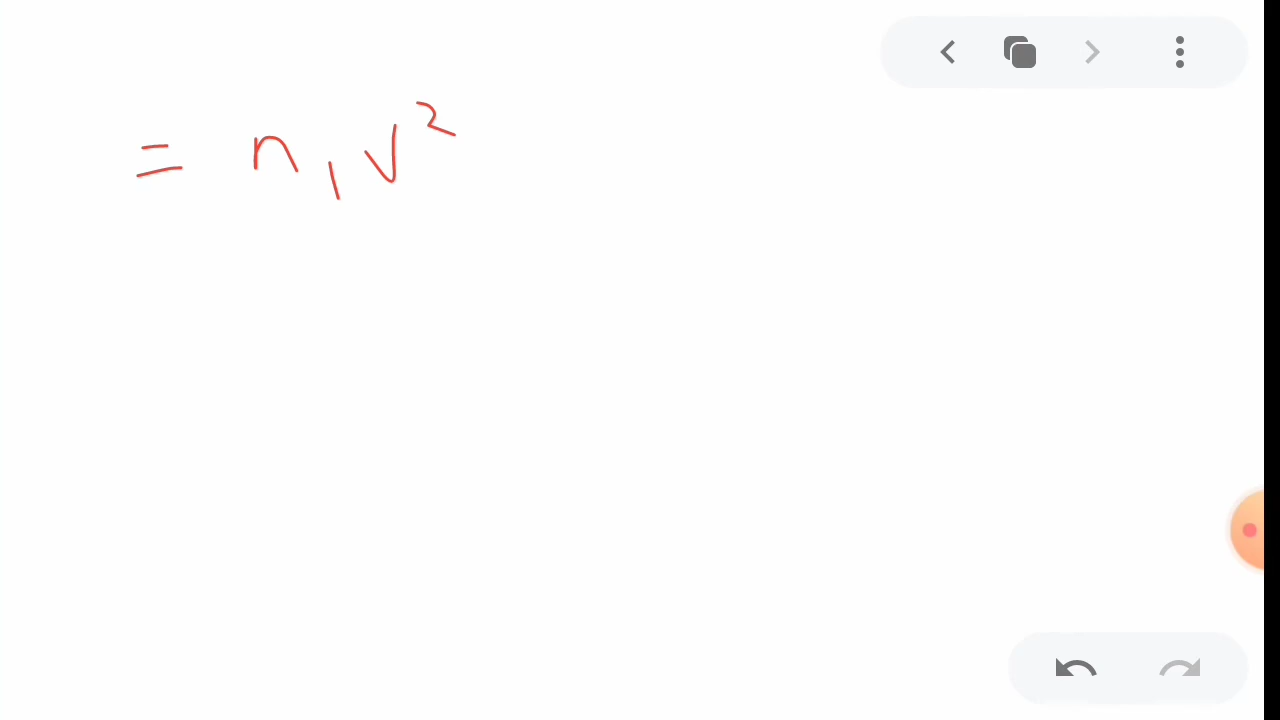 = n₁v²